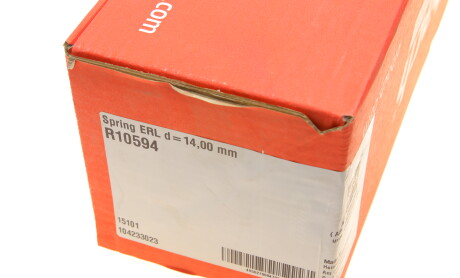 .com
Spring ERL d=14,00 mm
R10594
15101
104233023